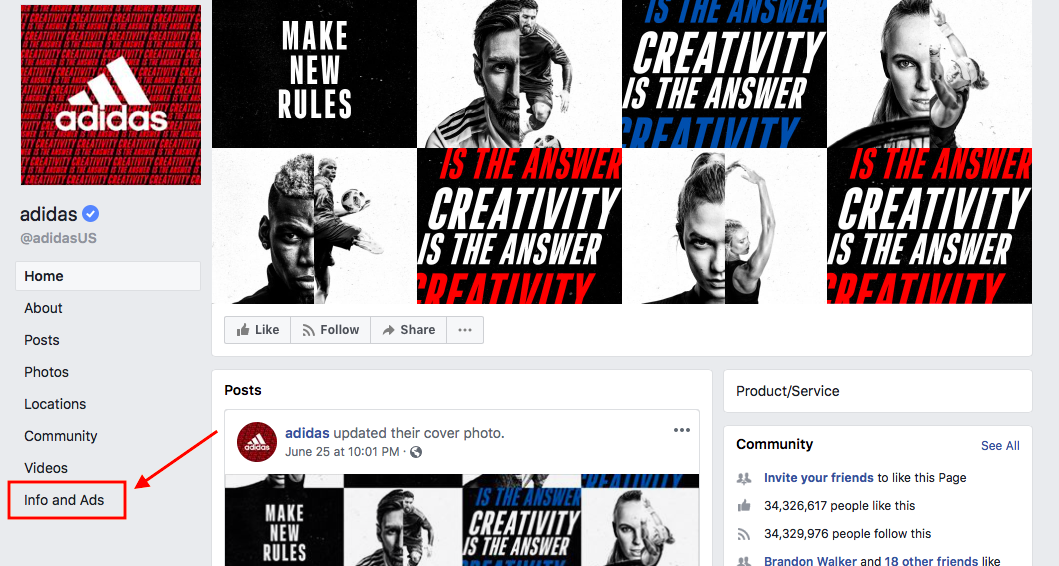 CREATIVITY IS THE ANSWER
adidas
MAKE
NEW
RULES
IS THE ANSWER
CREATIVITY
IS THE ANSWER
CREATIVITY
IS THE ANSWER
CREATIVITY
IS THE ANSWER
CREATIVITY
IS THE ANSWER
CREATIVITY
IS THE ANSWER
CREATIVITY
adidas
@adidasUS
Home
About
Posts
Photos
Locations
Community
Videos
Info and Ads
Like
Follow
Share
Posts
adidas
adidas updated their cover photo.
June 25 at 10:01 PM ·
MAKE
NEW
RULES
IS THE ANSWER
CREATIVITY
IS THE ANSWER
Product/Service
Community
See All
Invite your friends to like this Page
34,326,617 people like this
34,329,976 people follow this
Brandon Walker and 18 other friends like